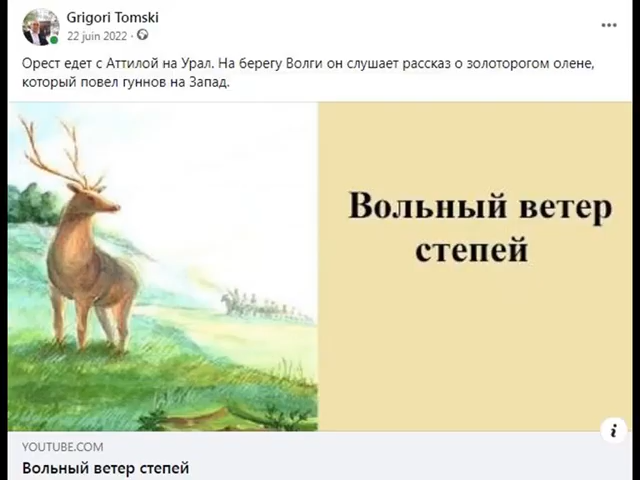 Grigori Tomski
22 juin 2022 ·
Орест едет с Аттилой на Урал. На берегу Волги он слушает рассказ о золоторогом олене,
который повел гуннов на Запад.
Вольный ветер
степей
YOUTUBE.COM
Вольный ветер степей